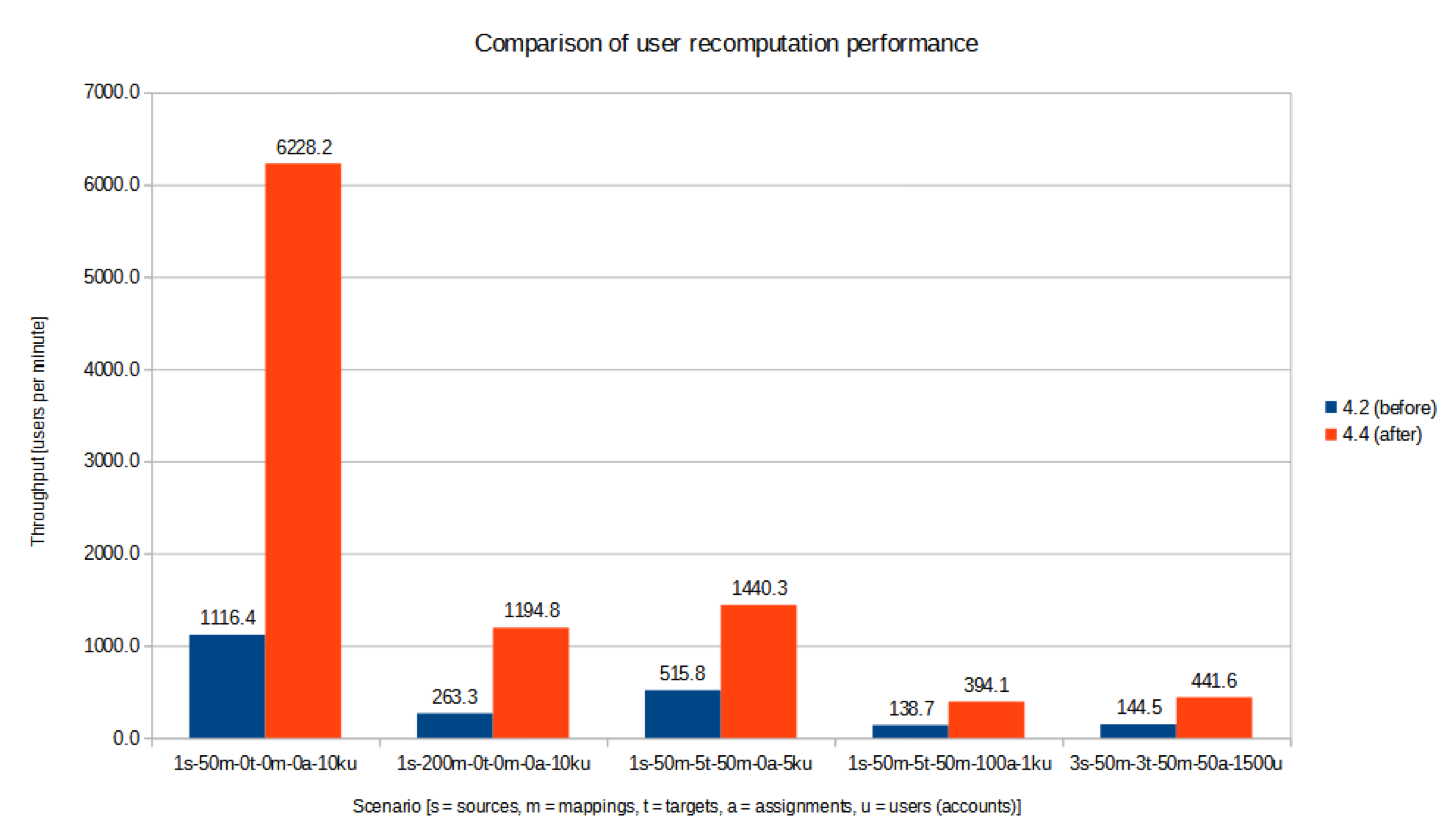 Comparison of user recomputation performance
7000.0
6000.0
5000.0
4000.0
3000.0
2000.0
1000.0
0.0
Throughput [users per minute]
1116.4
6228.2
263.3
1194.8
515.8
1440.3
138.7
394.1
144.5
441.6
1s-50m-0t-0m-0a-10ku
1s-200m-0t-0m-0a-10ku
1s-50m-5t-50m-0a-5ku
1s-50m-5t-50m-100a-1ku
3s-50m-3t-50m-50a-1500u
Scenario [s = sources, m = mappings, t = targets, a = assignments, u = users (accounts)]
4.2 (before)
4.4 (after)